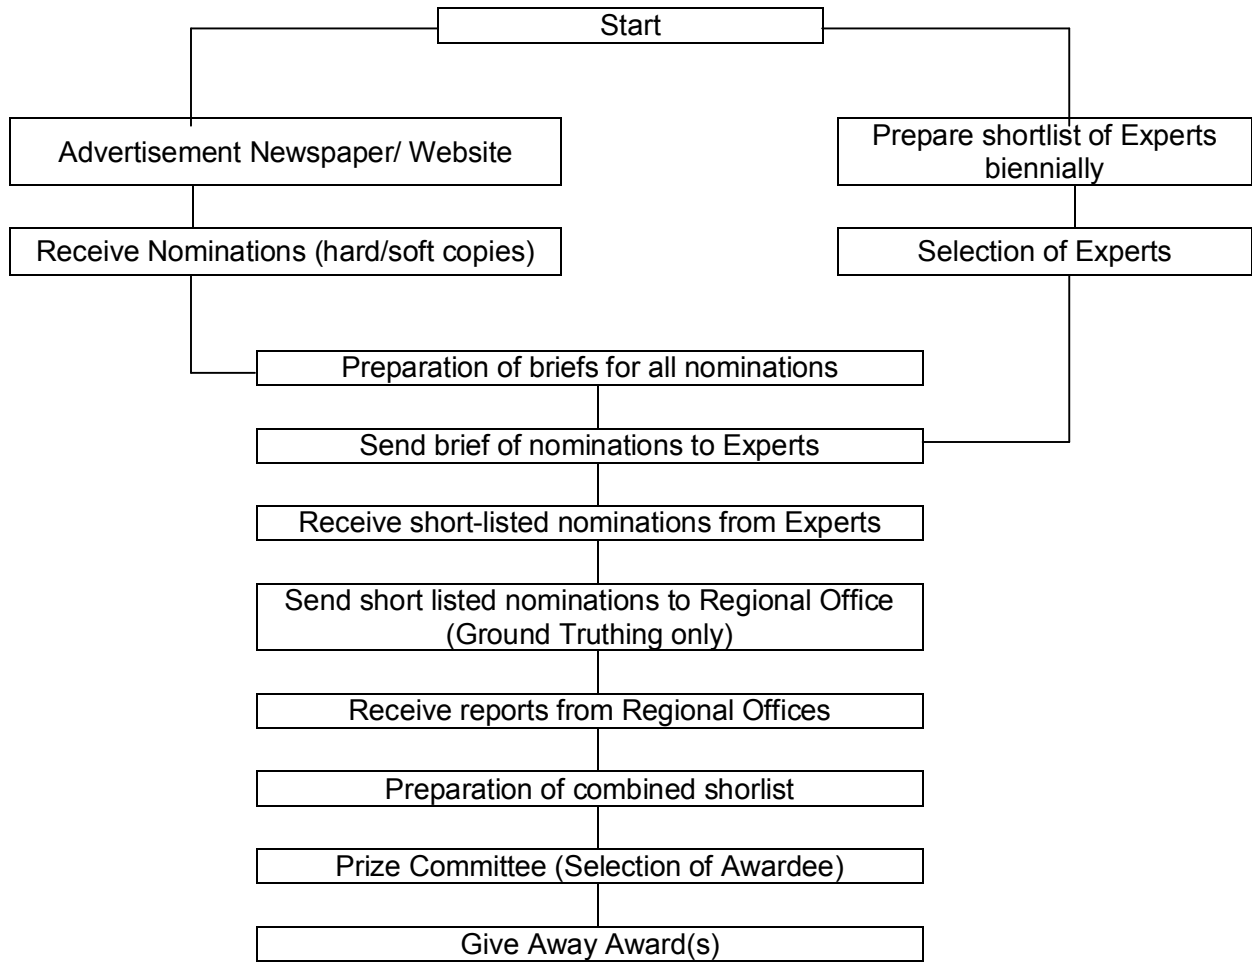 Start
Advertisement Newspaper/ Website
Prepare shortlist of Experts
biennially
Receive Nominations (hard/soft copies)
Selection of Experts
Preparation of briefs for all nominations
Send brief of nominations to Experts
Receive short-listed nominations from Experts
Send short listed nominations to Regional Office
(Ground Truthing only)
Receive reports from Regional Offices
Preparation of combined shorlist
Prize Committee (Selection of Awardee)
Give Away Award(s)